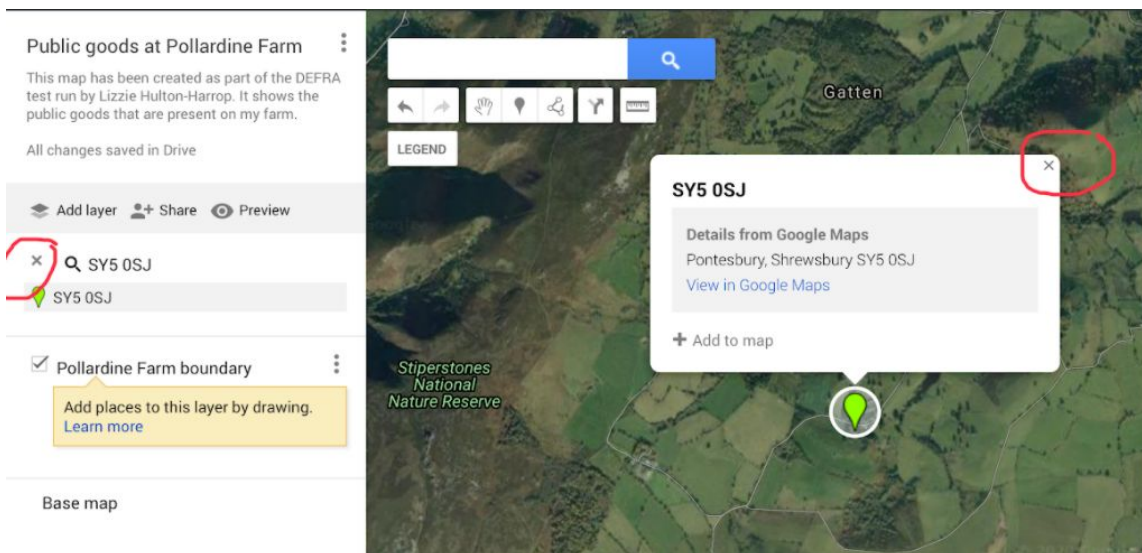 Public goods at Pollardine Farm
This map has been created as part of the DEFRA
test run by Lizzie Hulton-Harrop. It shows the
public goods that are present on my farm.
All changes saved in Drive
Add layer Share Preview
SY5 0SJ
SY5 0SJ
Pollardine Farm boundary
Add places to this layer by drawing.
Learn more
Base map
LEGEND
Gatten
SY5 0SJ
Details from Google Maps
Pontesbury, Shrewsbury SY5 0SJ
View in Google Maps
Add to map
Stiperstones
National
Nature Reserve